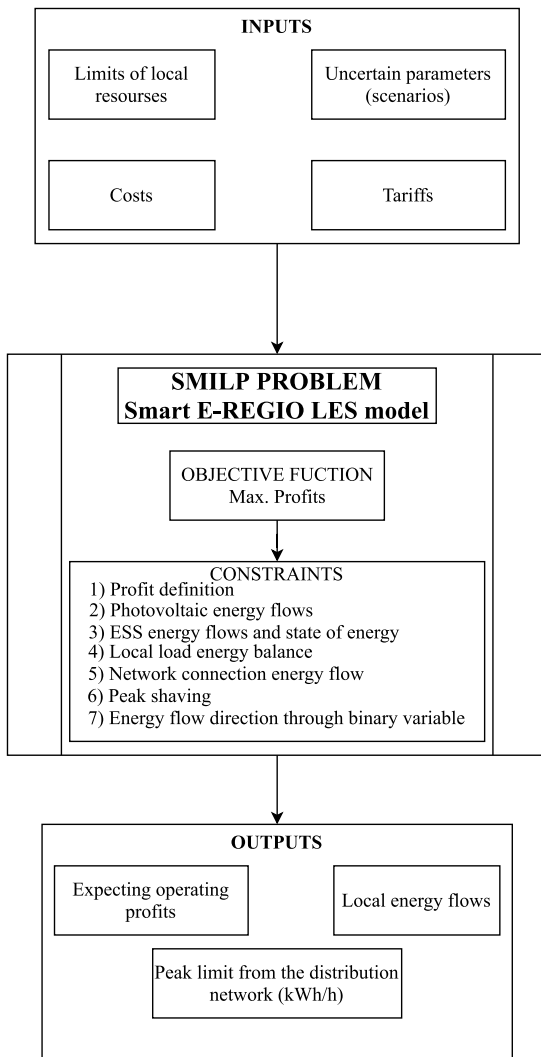 INPUTS
Limits of local
resourses
Uncertain parameters
(scenarios)
Costs
Tariffs
SMILP PROBLEM
Smart E-REGIO LES model
OBJECTIVE FUCTION
Max. Profits
CONSTRAINTS
1) Profit definition
2) Photovoltaic energy flows
3) ESS energy flows and state of energy
4) Local load energy balance
5) Network connection energy flow
6) Peak shaving
7) Energy flow direction through binary variable
OUTPUTS
Expecting operating
profits
Local energy flows
Peak limit from the distribution
network (kWh/h)